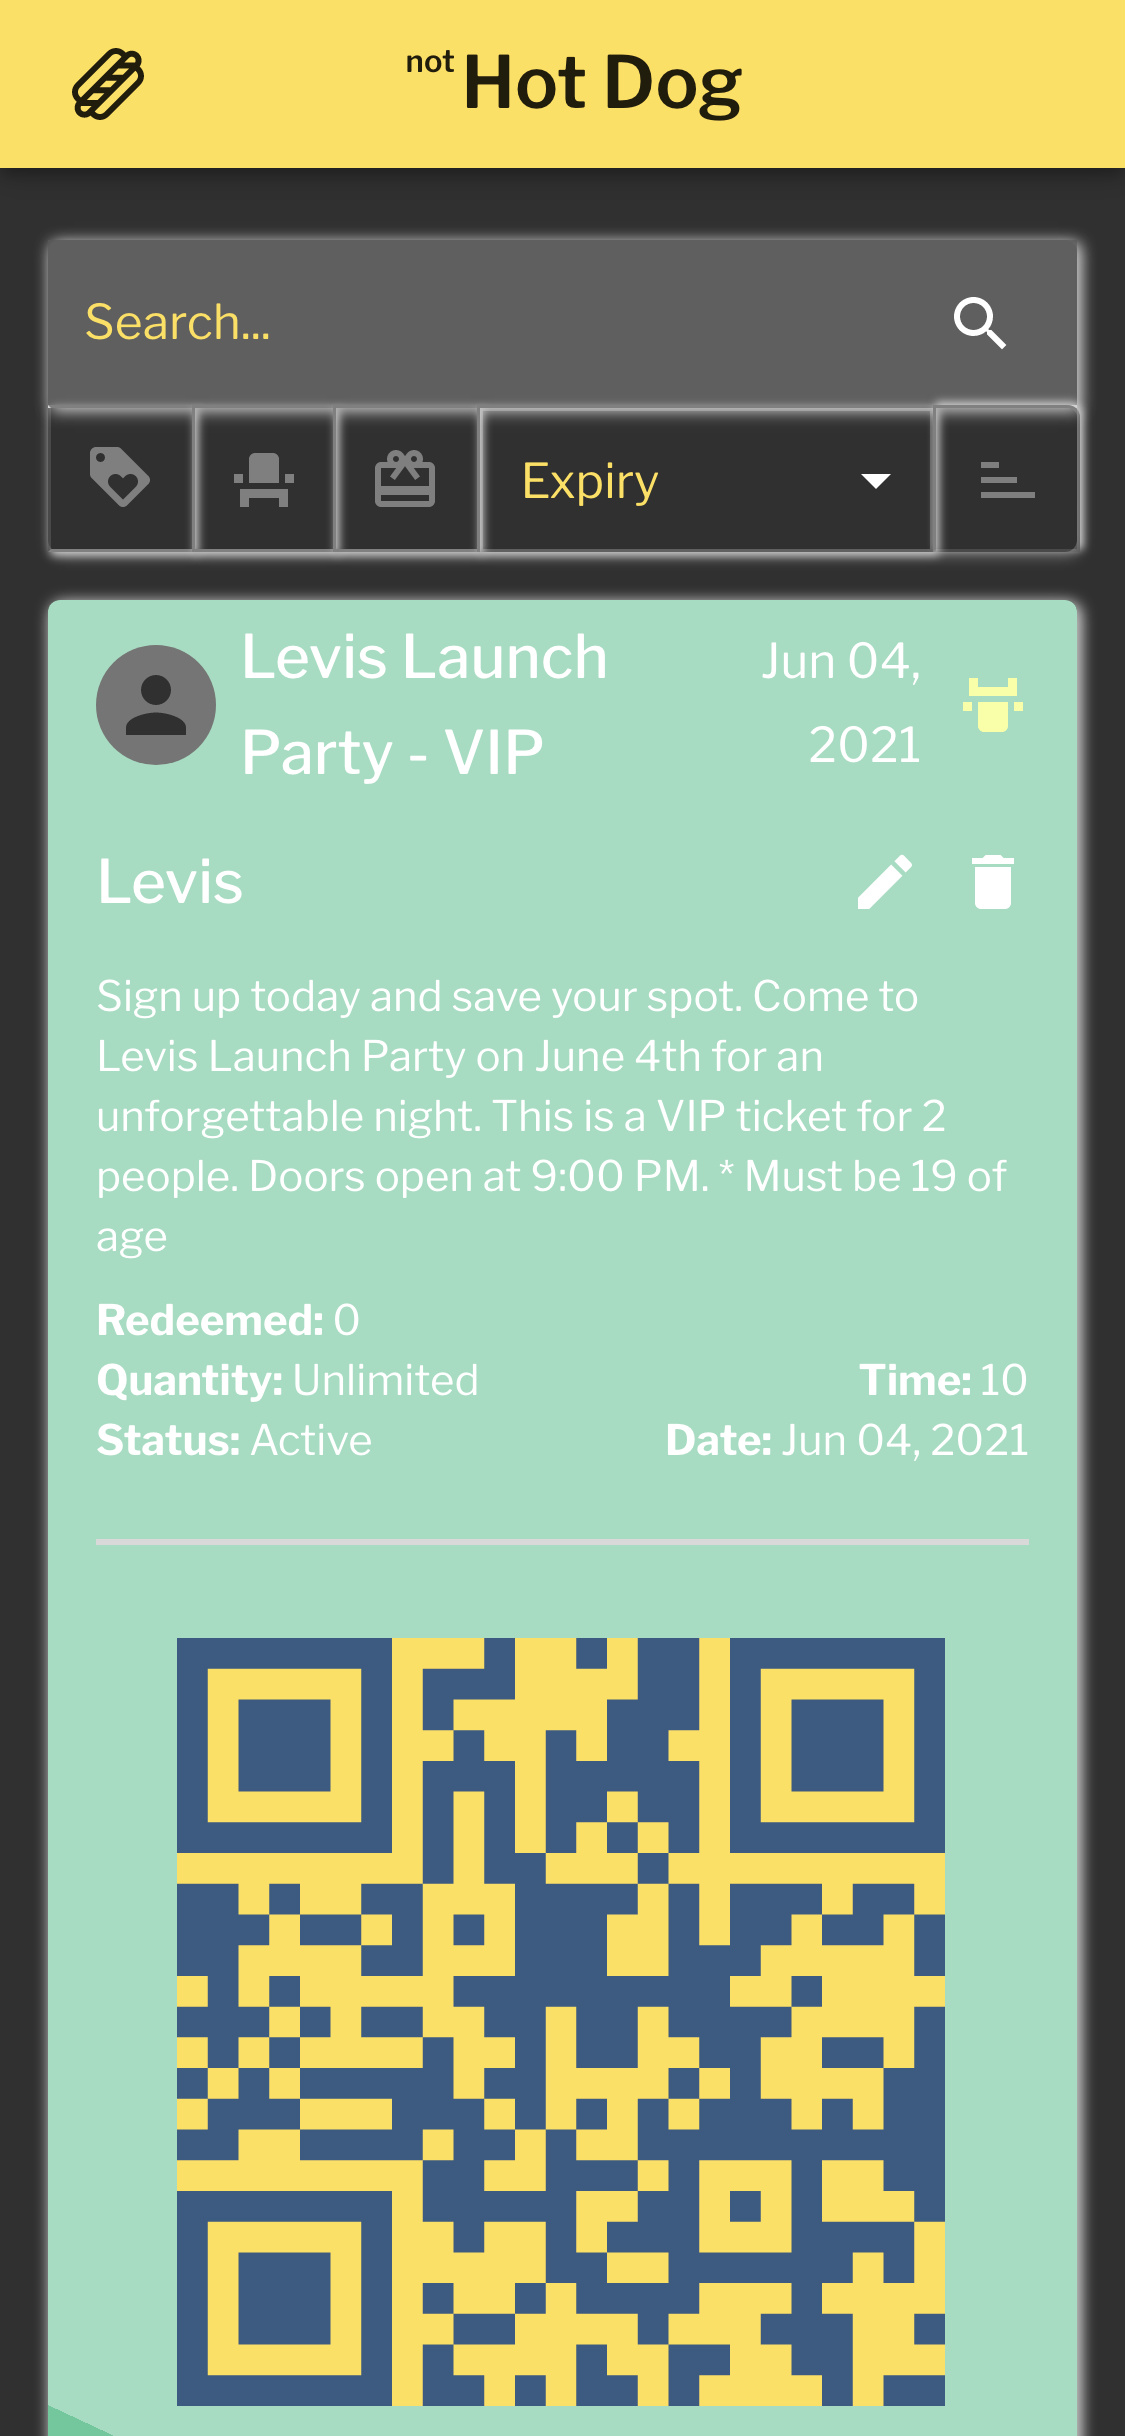 not Hot Dog
Search...
Expiry
Levis Launch
Party - VIP
Jun 04,
2021
Levis
Sign up today and save your spot. Come to
Levis Launch Party on June 4th for an
unforgettable night. This is a VIP ticket for 2
people. Doors open at 9:00 PM. * Must be 19 of
age
Redeemed: 0
Quantity: Unlimited
Time: 10
Status: Active
Date: Jun 04, 2021